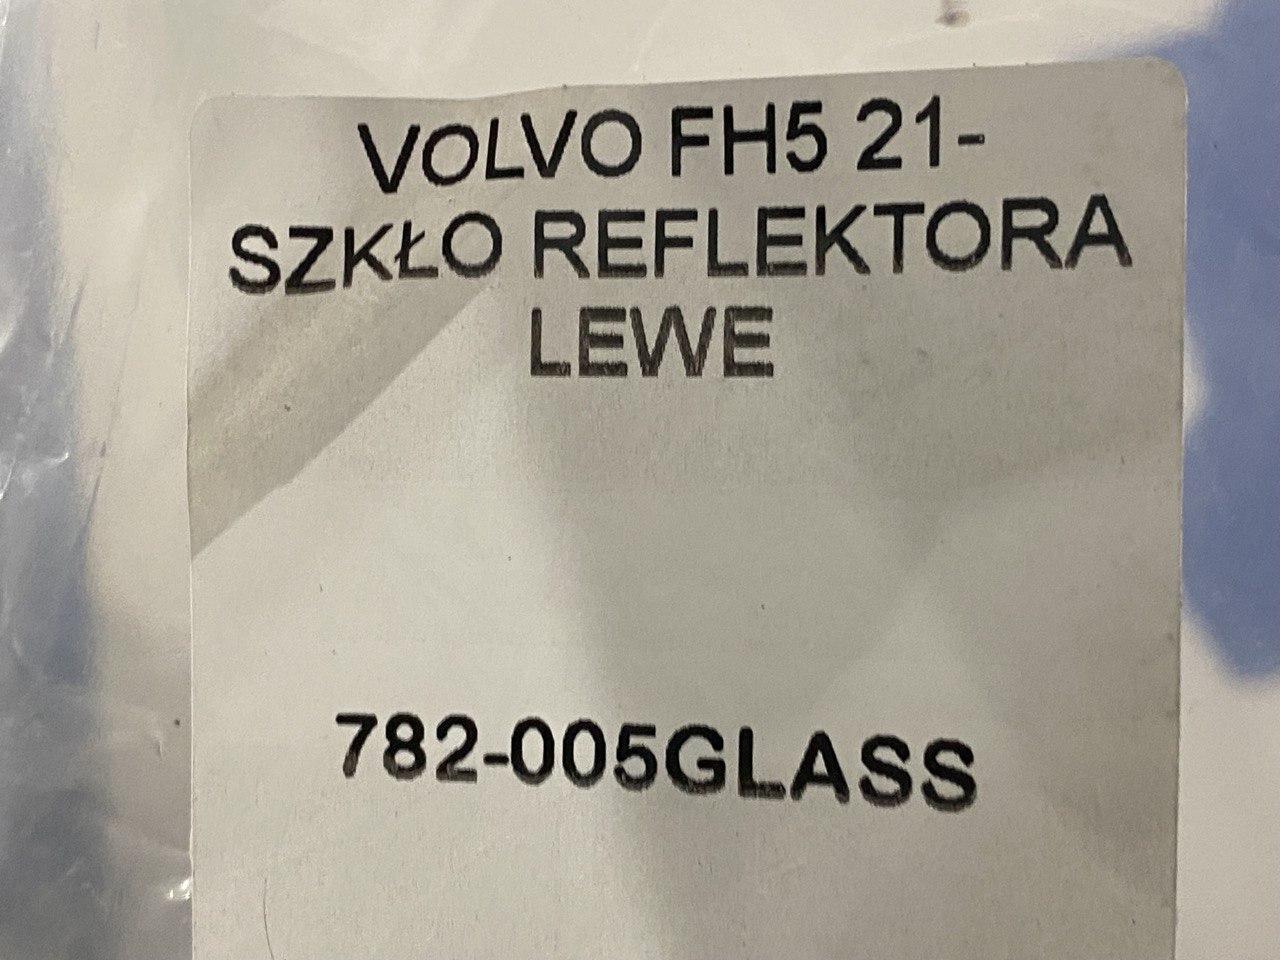 VOLVO FH5 21-
SZKŁO REFLEKTORA
LEWE
782-005GLASS